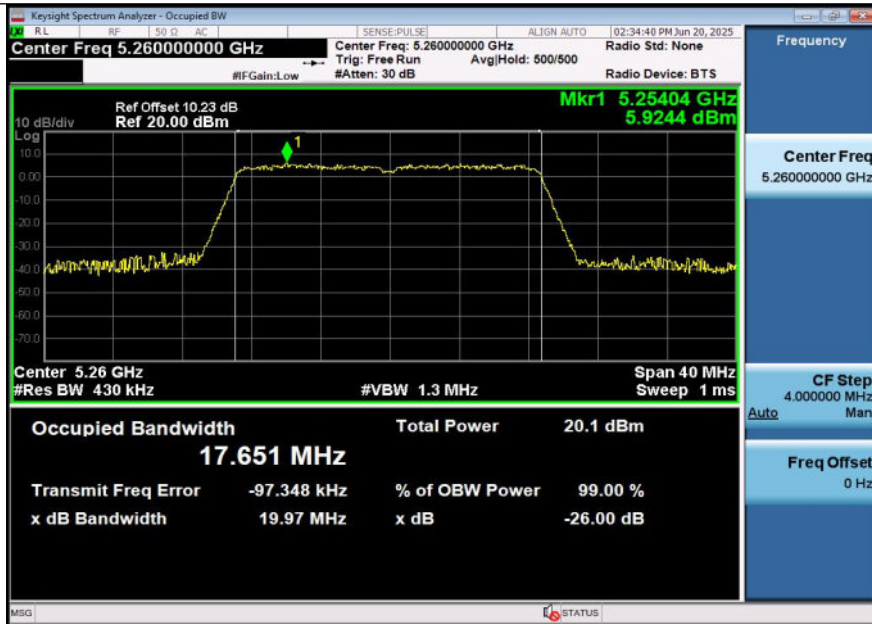 Keysight Spectrum Analyzer - Occupied BW
RL RF 50 Ω AC SENSE:PULSE ALIGN AUTO 02:34:40 PM Jun 20, 2025
Center Freq 5.260000000 GHz
Center Freq: 5.260000000 GHz Radio Std: None
Trig: Free Run Avg|Hold: 500/500
#IFGain:Low #Atten: 30 dB Radio Device: BTS
Ref Offset 10.23 dB Mkr1 5.25404 GHz
10 dB/div Ref 20.00 dBm 5.9244 dBm
Log
1
10.0
0.00
-10.0
-20.0
-30.0
-40.0
-50.0
-60.0
-70.0
Center 5.26 GHz Span 40 MHz
#Res BW 430 kHz #VBW 1.3 MHz Sweep 1 ms
Occupied Bandwidth Total Power 20.1 dBm
17.651 MHz
Transmit Freq Error -97.348 kHz % of OBW Power 99.00 %
x dB Bandwidth 19.97 MHz x dB -26.00 dB
MSG STATUS
Frequency
Center Freq
5.260000000 GHz
CF Step
4.000000 MHz
Auto Man
Freq Offset
0 Hz